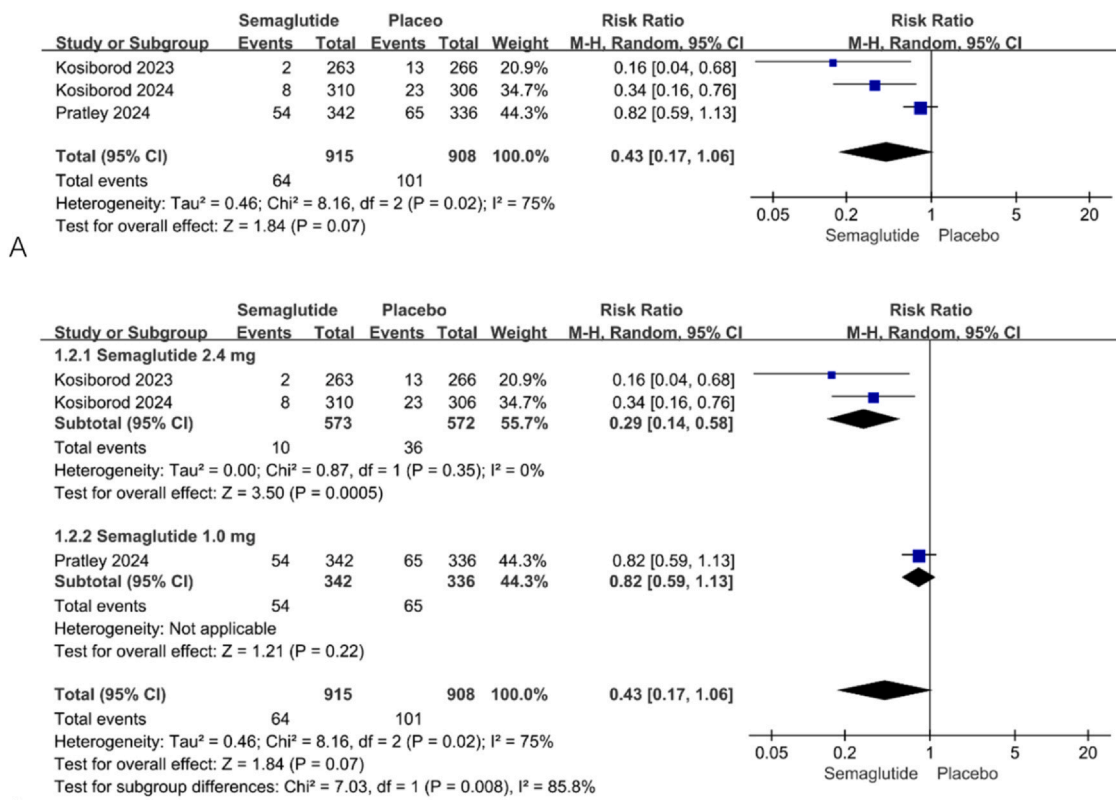 Semaglutide Placeo Risk Ratio Risk Ratio
Study or Subgroup Events Total Events Total Weight M-H, Random, 95% CI M-H, Random, 95% CI
Kosiborod 2023 2 263 13 266 20.9% 0.16 [0.04, 0.68]
Kosiborod 2024 8 310 23 306 34.7% 0.34 [0.16, 0.76]
Pratley 2024 54 342 65 336 44.3% 0.82 [0.59, 1.13]
Total (95% CI) 915 908 100.0% 0.43 [0.17, 1.06]
Total events 64 101
Heterogeneity: Tau² = 0.46; Chi² = 8.16, df = 2 (P = 0.02); I² = 75%
Test for overall effect: Z = 1.84 (P = 0.07)
0.05 0.2 1 5 20
Semaglutide Placebo
A
Semaglutide Placebo Risk Ratio Risk Ratio
Study or Subgroup Events Total Events Total Weight M-H, Random, 95% CI M-H, Random, 95% CI
1.2.1 Semaglutide 2.4 mg
Kosiborod 2023 2 263 13 266 20.9% 0.16 [0.04, 0.68]
Kosiborod 2024 8 310 23 306 34.7% 0.34 [0.16, 0.76]
Subtotal (95% CI) 573 572 55.7% 0.29 [0.14, 0.58]
Total events 10 36
Heterogeneity: Tau² = 0.00; Chi² = 0.87, df = 1 (P = 0.35); I² = 0%
Test for overall effect: Z = 3.50 (P = 0.0005)
1.2.2 Semaglutide 1.0 mg
Pratley 2024 54 342 65 336 44.3% 0.82 [0.59, 1.13]
Subtotal (95% CI) 342 336 44.3% 0.82 [0.59, 1.13]
Total events 54 65
Heterogeneity: Not applicable
Test for overall effect: Z = 1.21 (P = 0.22)
Total (95% CI) 915 908 100.0% 0.43 [0.17, 1.06]
Total events 64 101
Heterogeneity: Tau² = 0.46; Chi² = 8.16, df = 2 (P = 0.02); I² = 75%
Test for overall effect: Z = 1.84 (P = 0.07)
Test for subgroup differences: Chi² = 7.03, df = 1 (P = 0.008), I² = 85.8%
0.05 0.2 1 5 20
Semaglutide Placebo